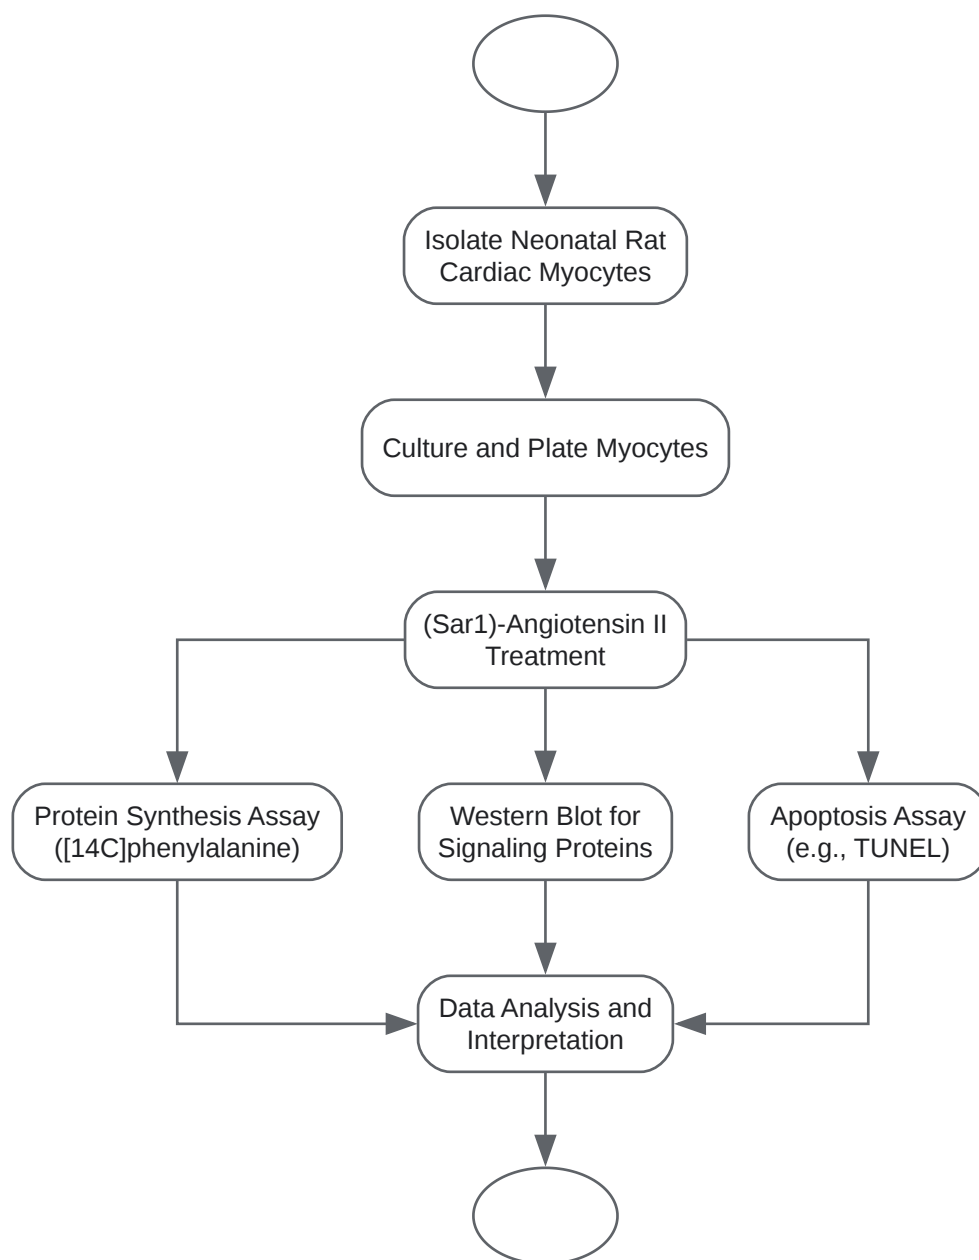 Isolate Neonatal Rat
Cardiac Myocytes
Culture and Plate Myocytes
(Sar1)-Angiotensin II
Treatment
Protein Synthesis Assay
([14C]phenylalanine)
Western Blot for
Signaling Proteins
Apoptosis Assay
(e.g., TUNEL)
Data Analysis and
Interpretation